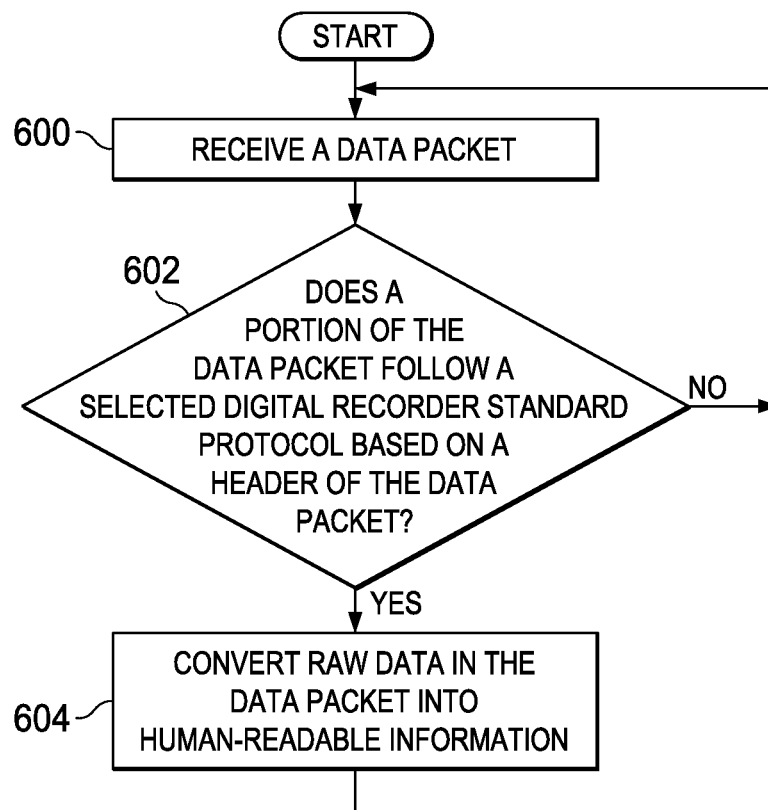 START
600
RECEIVE A DATA PACKET
602
DOES A
PORTION OF THE
DATA PACKET FOLLOW A
SELECTED DIGITAL RECORDER STANDARD
PROTOCOL BASED ON A
HEADER OF THE DATA
PACKET?
NO
YES
604
CONVERT RAW DATA IN THE
DATA PACKET INTO
HUMAN-READABLE INFORMATION